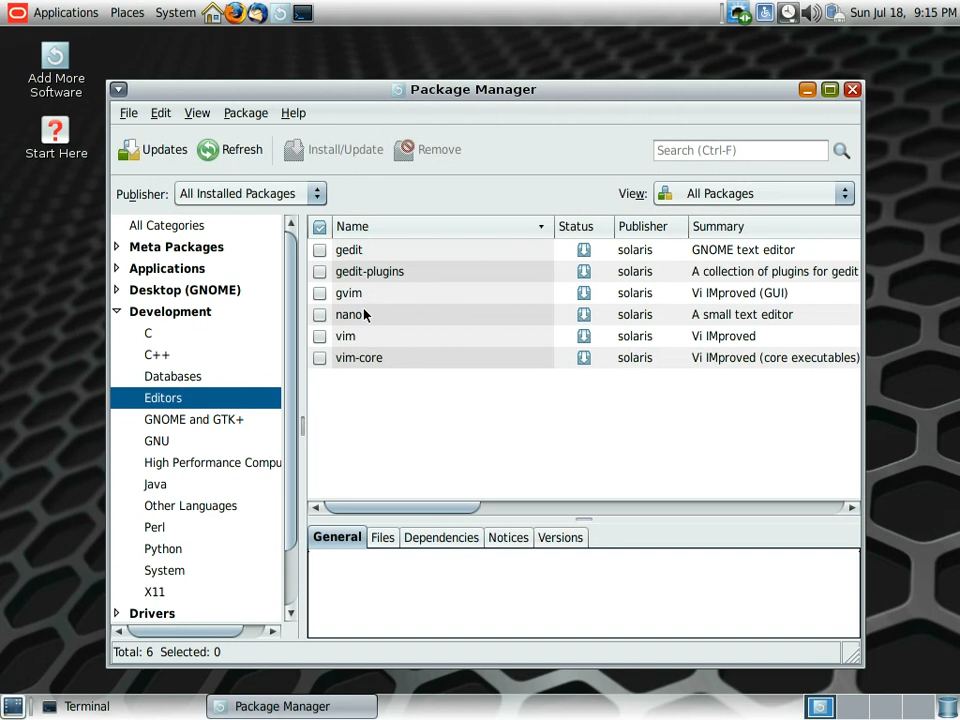 Applications Places System Sun Jul 18, 9:15 PM
Add More
Software
Start Here
Package Manager
File Edit View Package Help
Updates Refresh Install/Update Remove Search (Ctrl-F)
Publisher: All Installed Packages View: All Packages
All Categories
Meta Packages
Applications
Desktop (GNOME)
Development
C
C++
Databases
Editors
GNOME and GTK+
GNU
High Performance Compu
Java
Other Languages
Perl
Python
System
X11
Drivers
Name Status Publisher Summary
gedit solaris GNOME text editor
gedit-plugins solaris A collection of plugins for gedit
gvim solaris Vi IMproved (GUI)
nano solaris A small text editor
vim solaris Vi IMproved
vim-core solaris Vi IMproved (core executables)
General Files Dependencies Notices Versions
Total: 6 Selected: 0
Terminal Package Manager